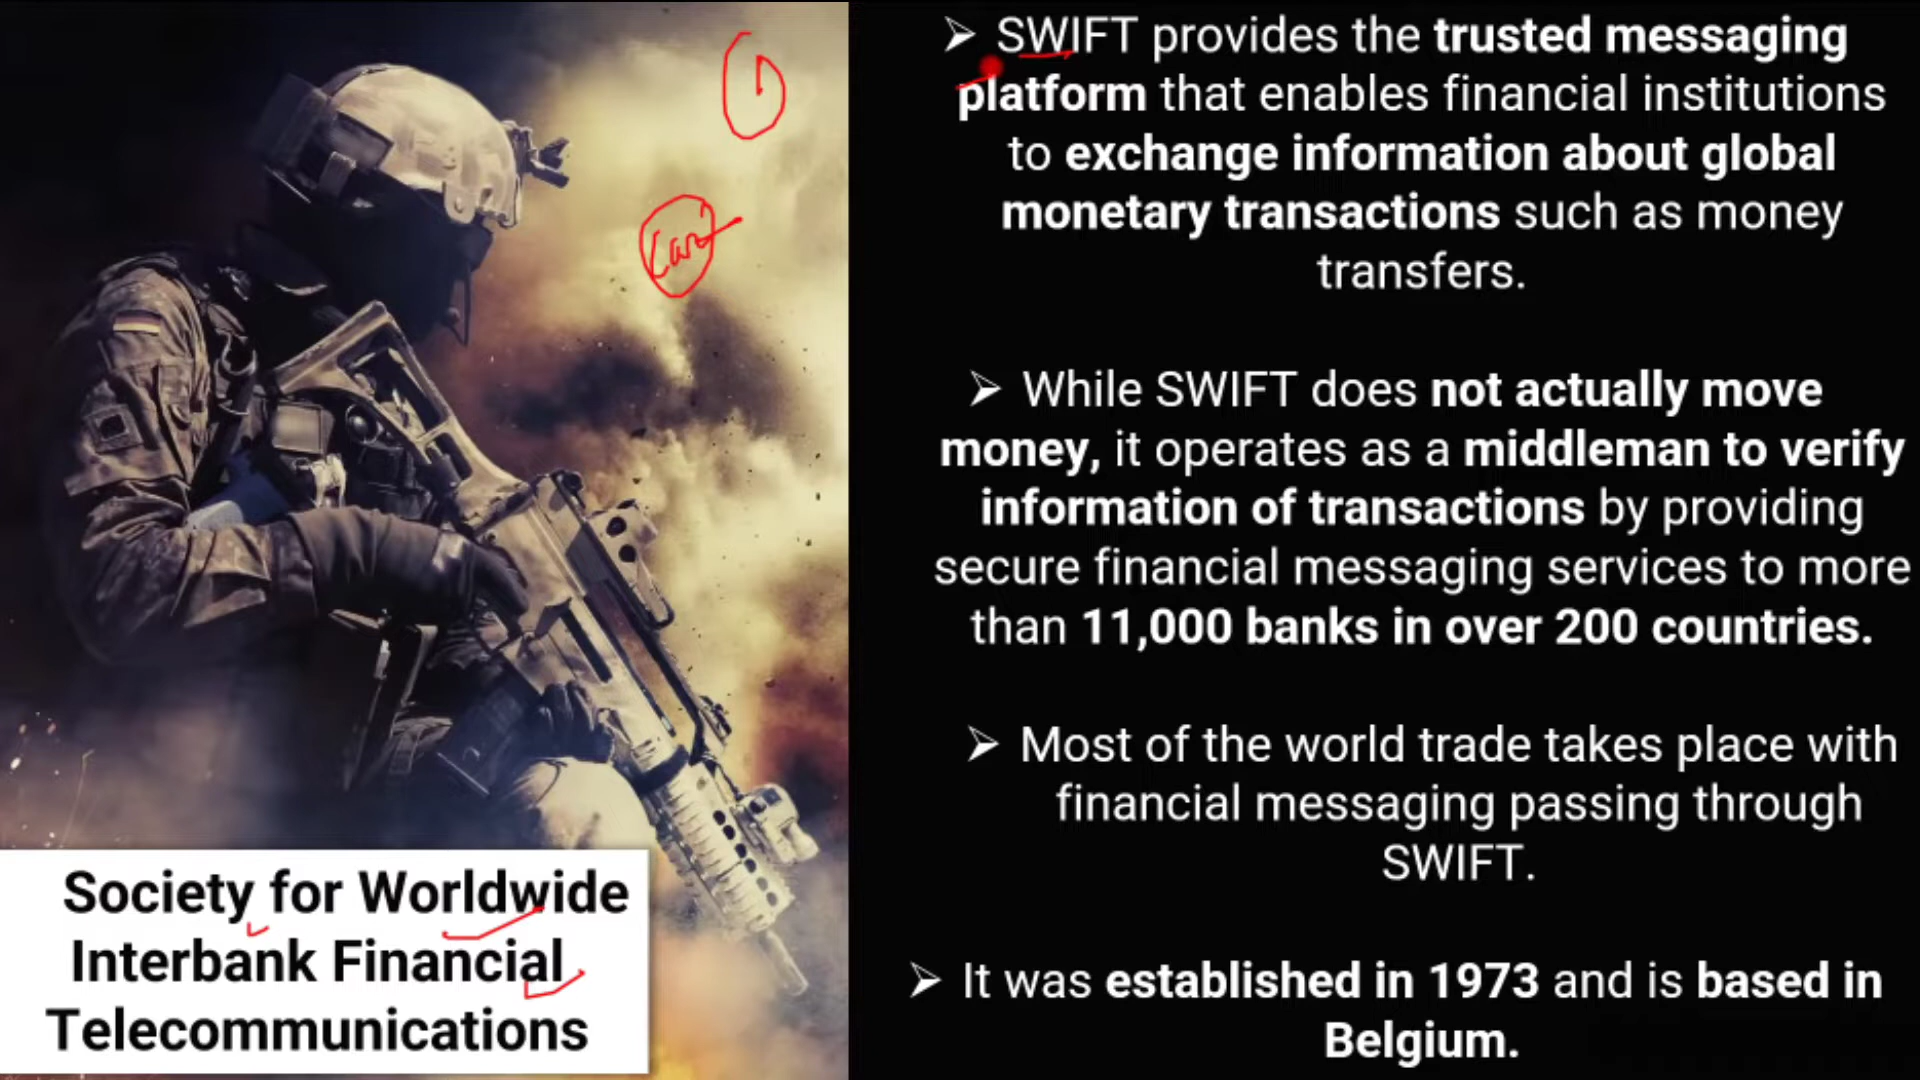 ➢ SWIFT provides the trusted messaging
platform that enables financial institutions
to exchange information about global
monetary transactions such as money
transfers.
➢ While SWIFT does not actually move
money, it operates as a middleman to verify
information of transactions by providing
secure financial messaging services to more
than 11,000 banks in over 200 countries.
➢ Most of the world trade takes place with
financial messaging passing through
SWIFT.
➢ It was established in 1973 and is based in
Belgium.
Society for Worldwide
Interbank Financial
Telecommunications